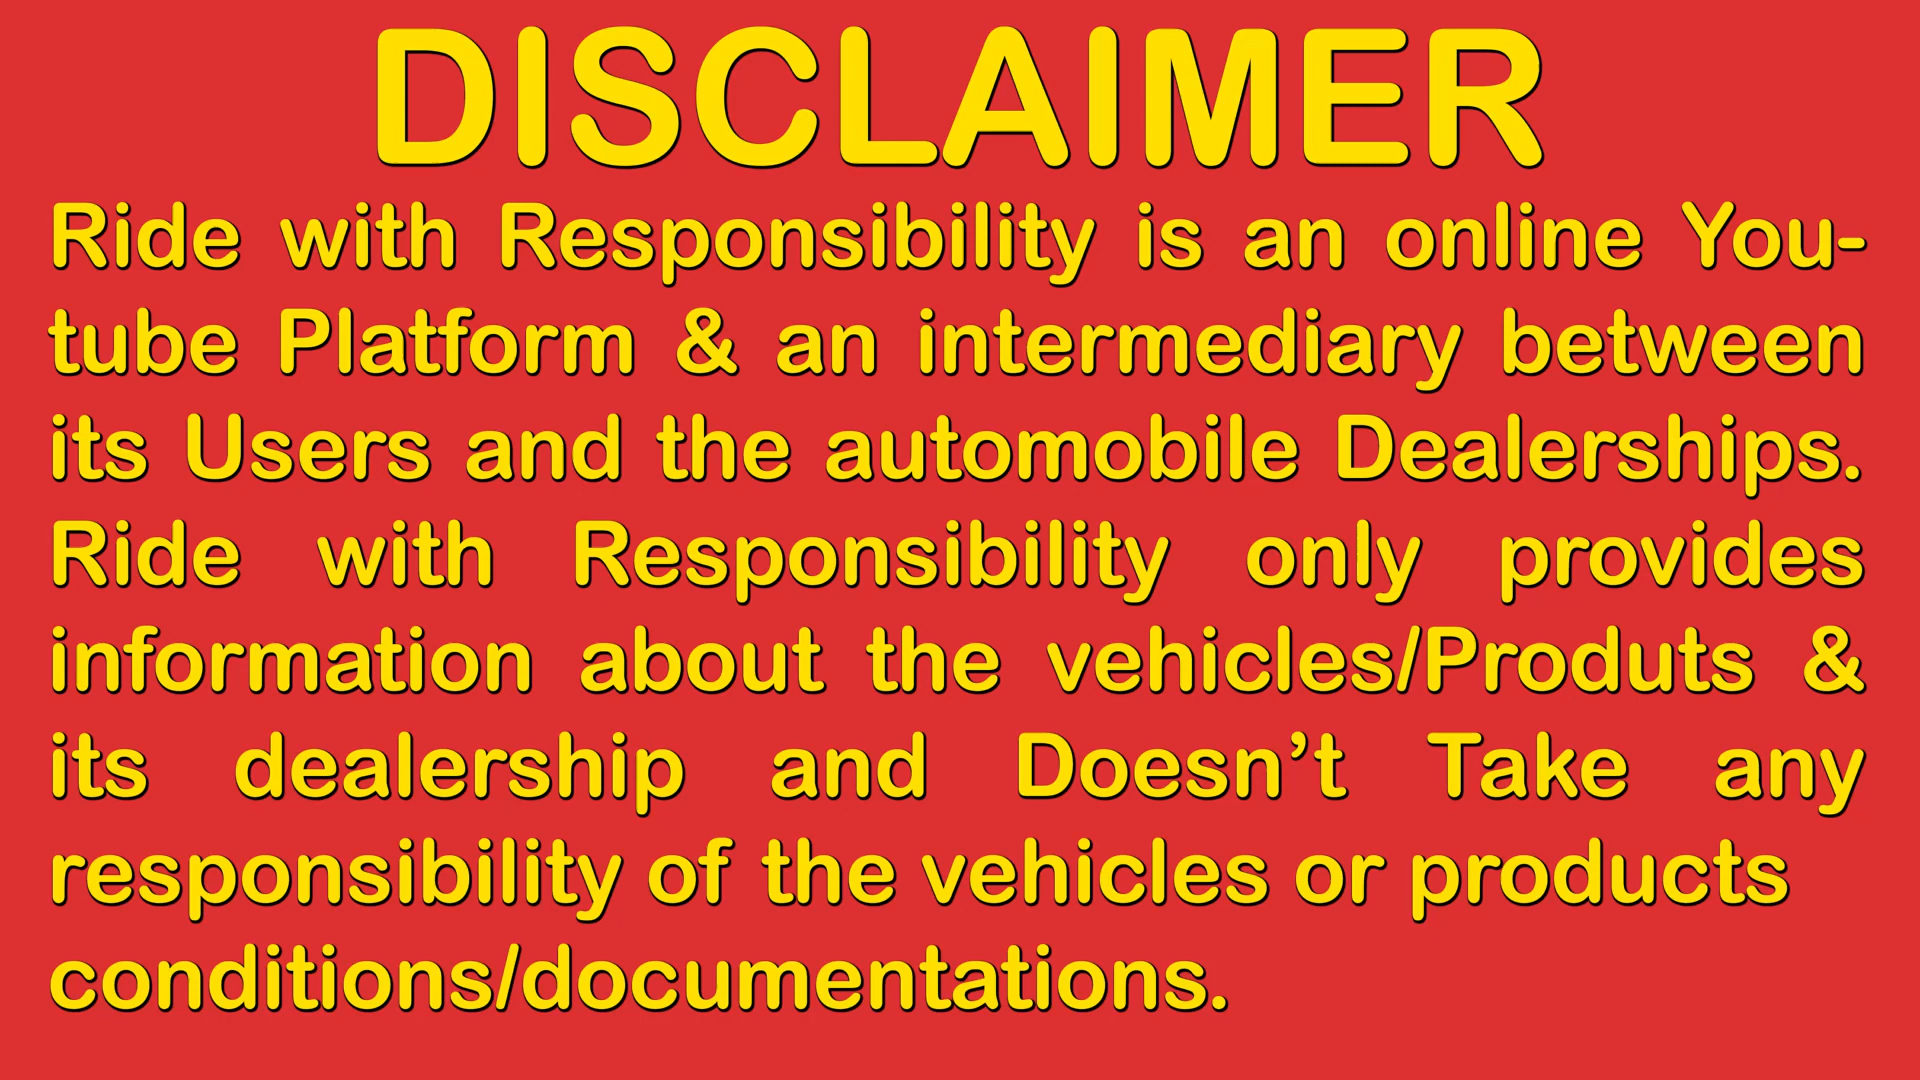 DISCLAIMER
Ride with Responsibility is an online You-
tube Platform & an intermediary between
its Users and the automobile Dealerships.
Ride with Responsibility only provides
information about the vehicles/Produts &
its dealership and Doesn’t Take any
responsibility of the vehicles or products
conditions/documentations.